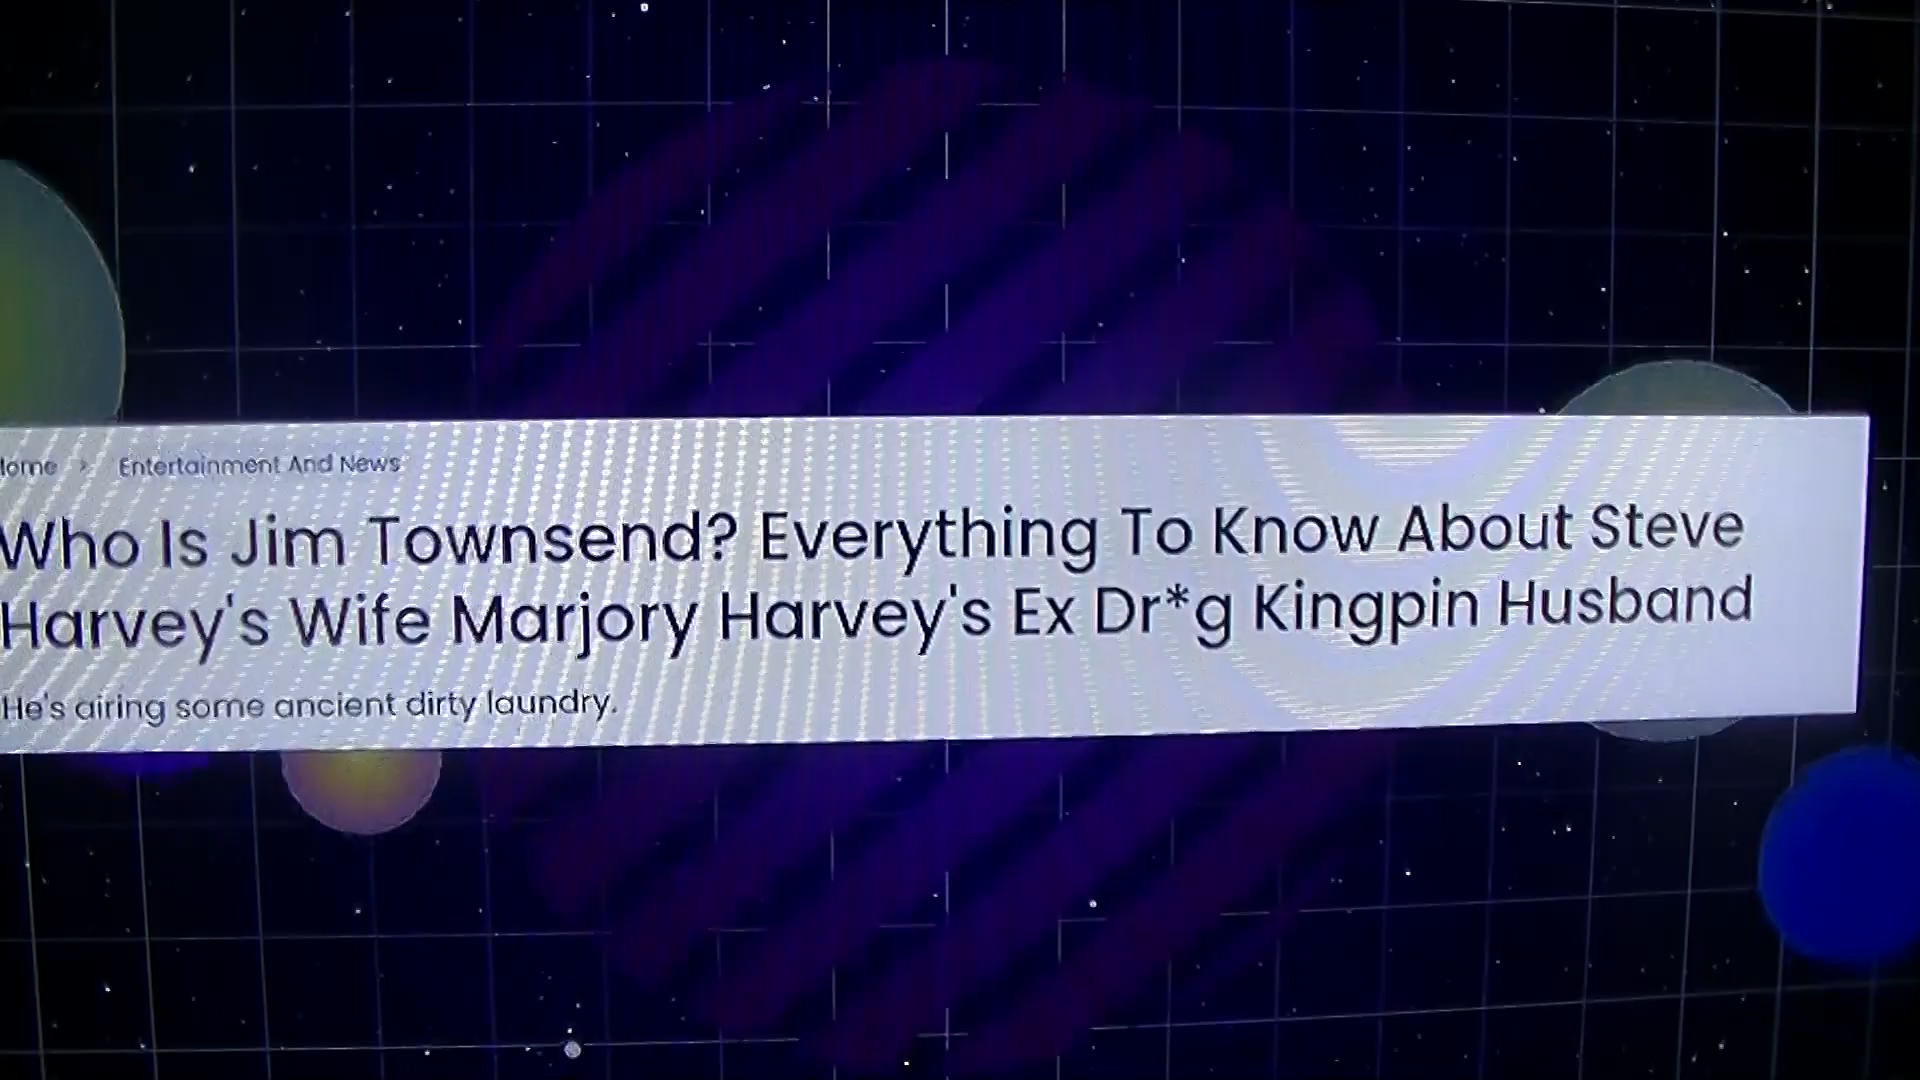 Home > Entertainment And News
Who Is Jim Townsend? Everything To Know About Steve
Harvey's Wife Marjory Harvey's Ex Dr*g Kingpin Husband
He's airing some ancient dirty laundry.